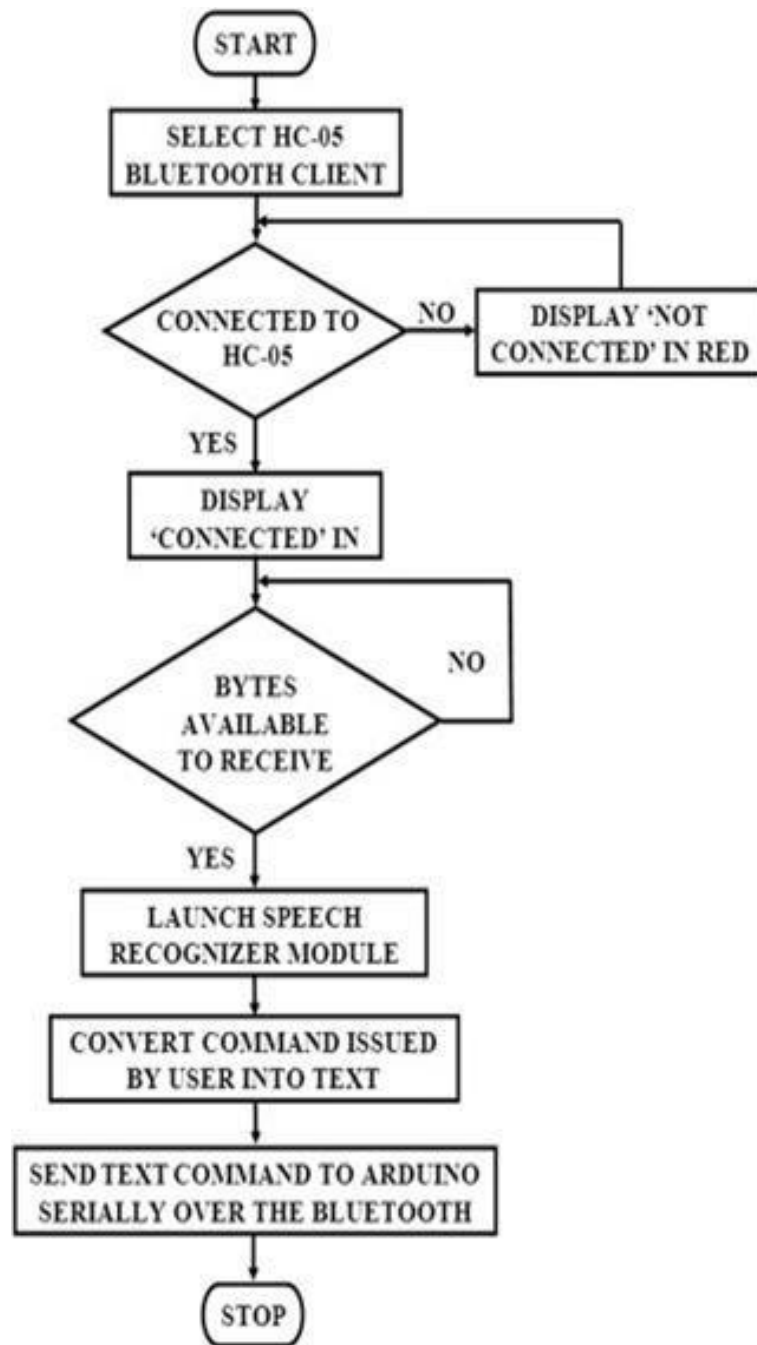 START
SELECT HC-05
BLUETOOTH CLIENT
CONNECTED TO
HC-05
NO
DISPLAY ‘NOT
CONNECTED’ IN RED
YES
DISPLAY
‘CONNECTED’ IN
BYTES
AVAILABLE
TO RECEIVE
NO
YES
LAUNCH SPEECH
RECOGNIZER MODULE
CONVERT COMMAND ISSUED
BY USER INTO TEXT
SEND TEXT COMMAND TO ARDUINO
SERIALLY OVER THE BLUETOOTH
STOP